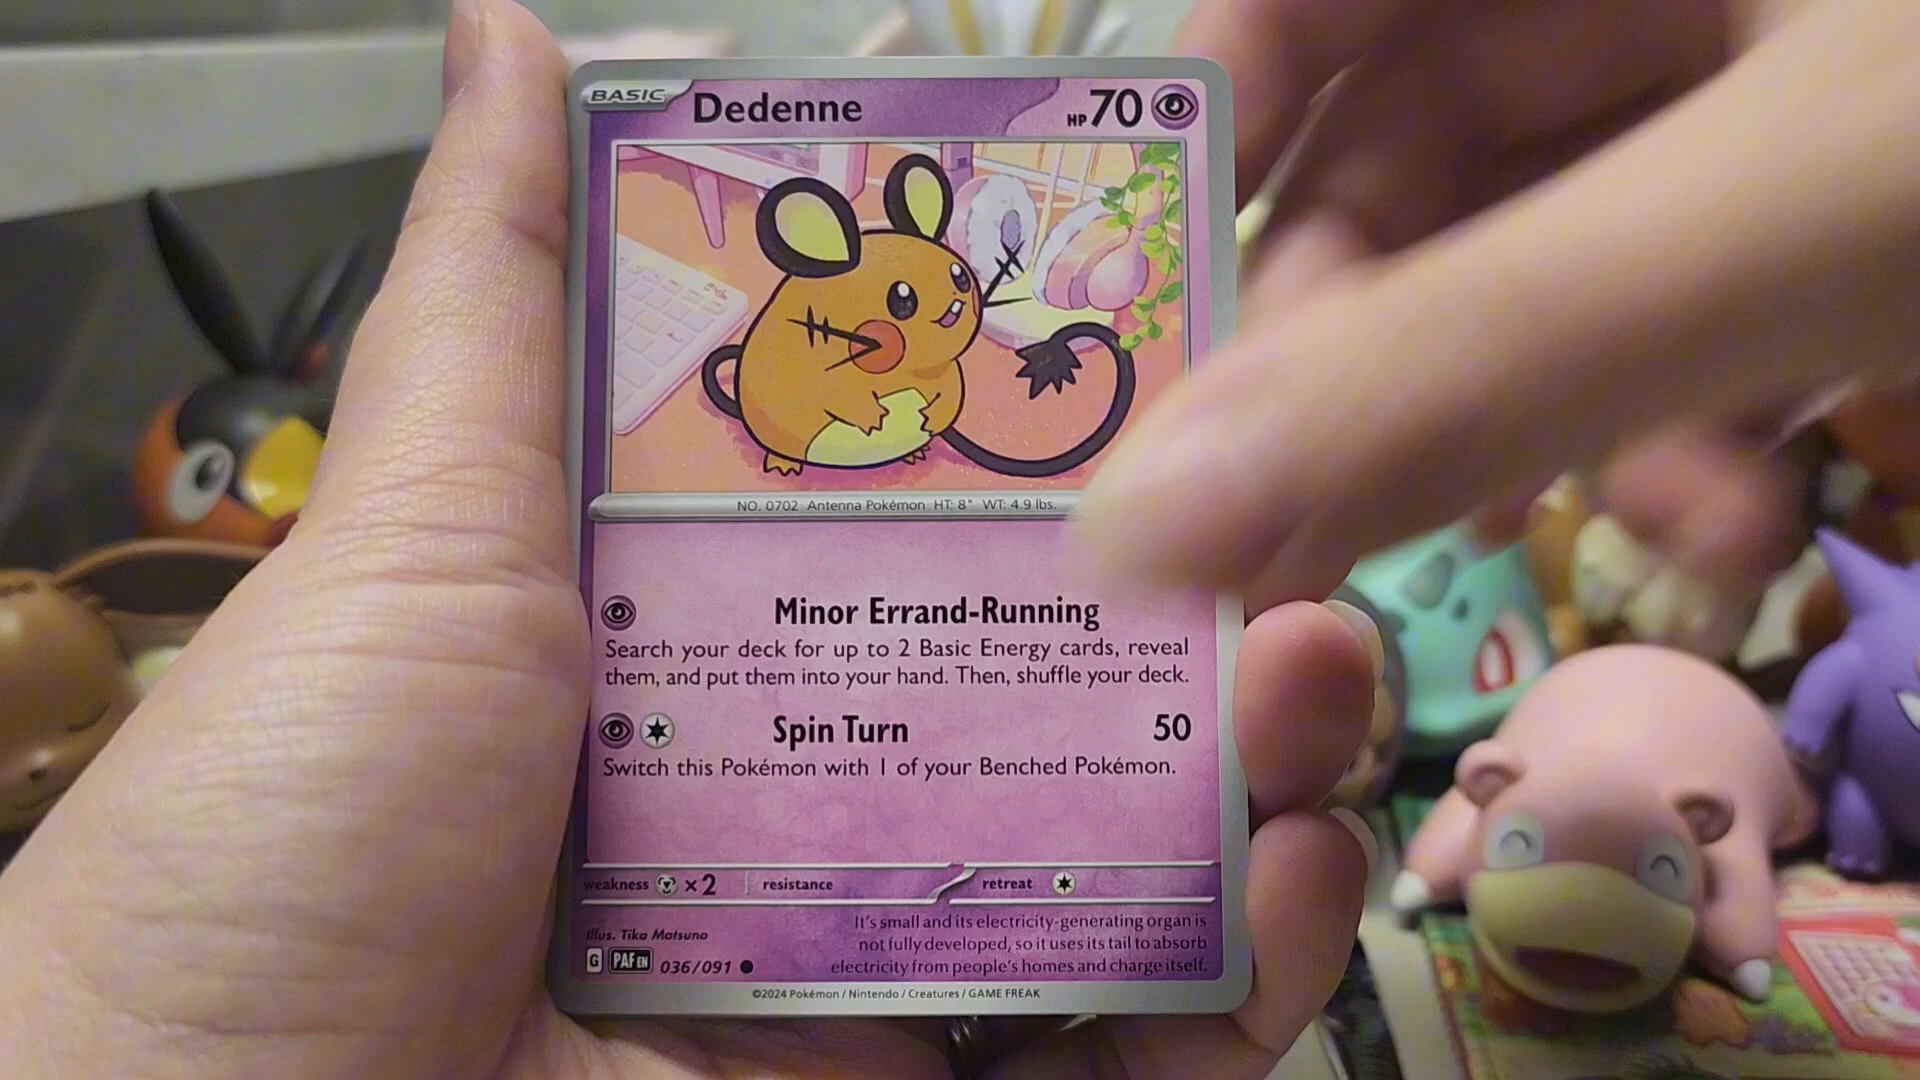 BASIC Dedenne HP 70
NO. 0702 Antenna Pokémon HT: 8" WT: 4.9 lbs.
Minor Errand-Running
Search your deck for up to 2 Basic Energy cards, reveal
them, and put them into your hand. Then, shuffle your deck.
Spin Turn 50
Switch this Pokémon with 1 of your Benched Pokémon.
weakness ×2 resistance retreat
Illus. Tika Matsuno
It's small and its electricity-generating organ is
not fully developed, so it uses its tail to absorb
electricity from people's homes and charge itself.
G PAF EN 036/091
©2024 Pokémon / Nintendo / Creatures / GAME FREAK